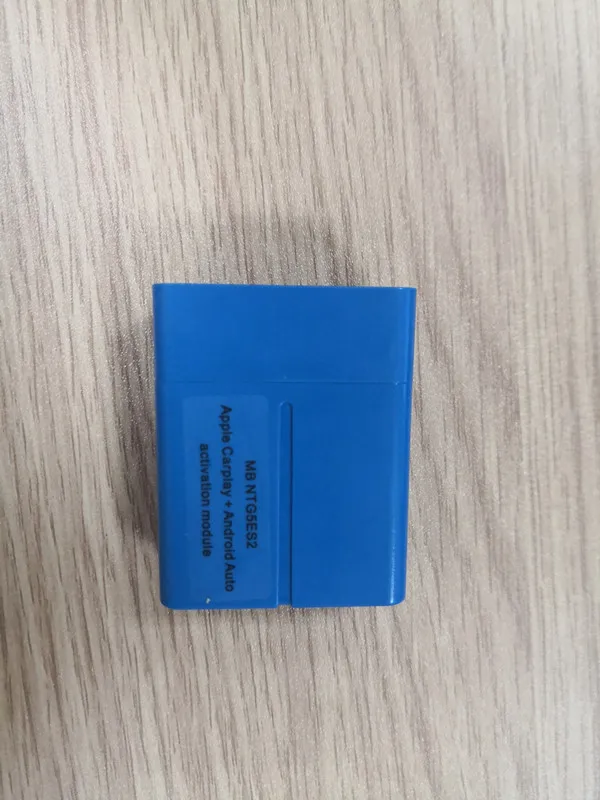 MB NTG5ES2
Apple Carplay + Android Auto
activation module